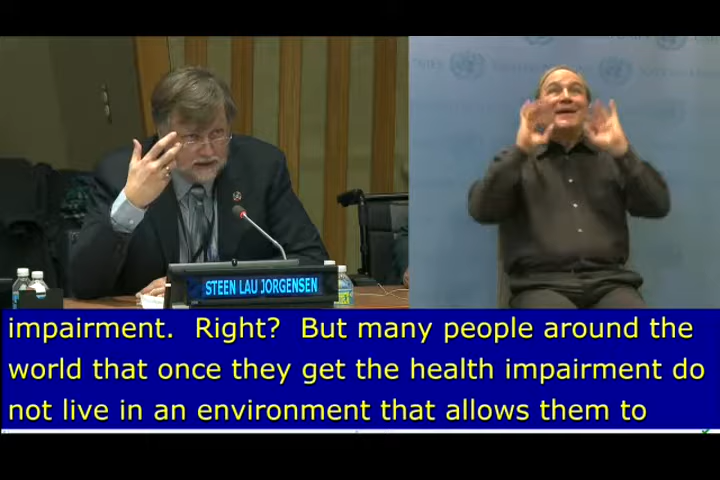 STEEN LAU JORGENSEN
impairment.  Right?  But many people around the
world that once they get the health impairment do
not live in an environment that allows them to